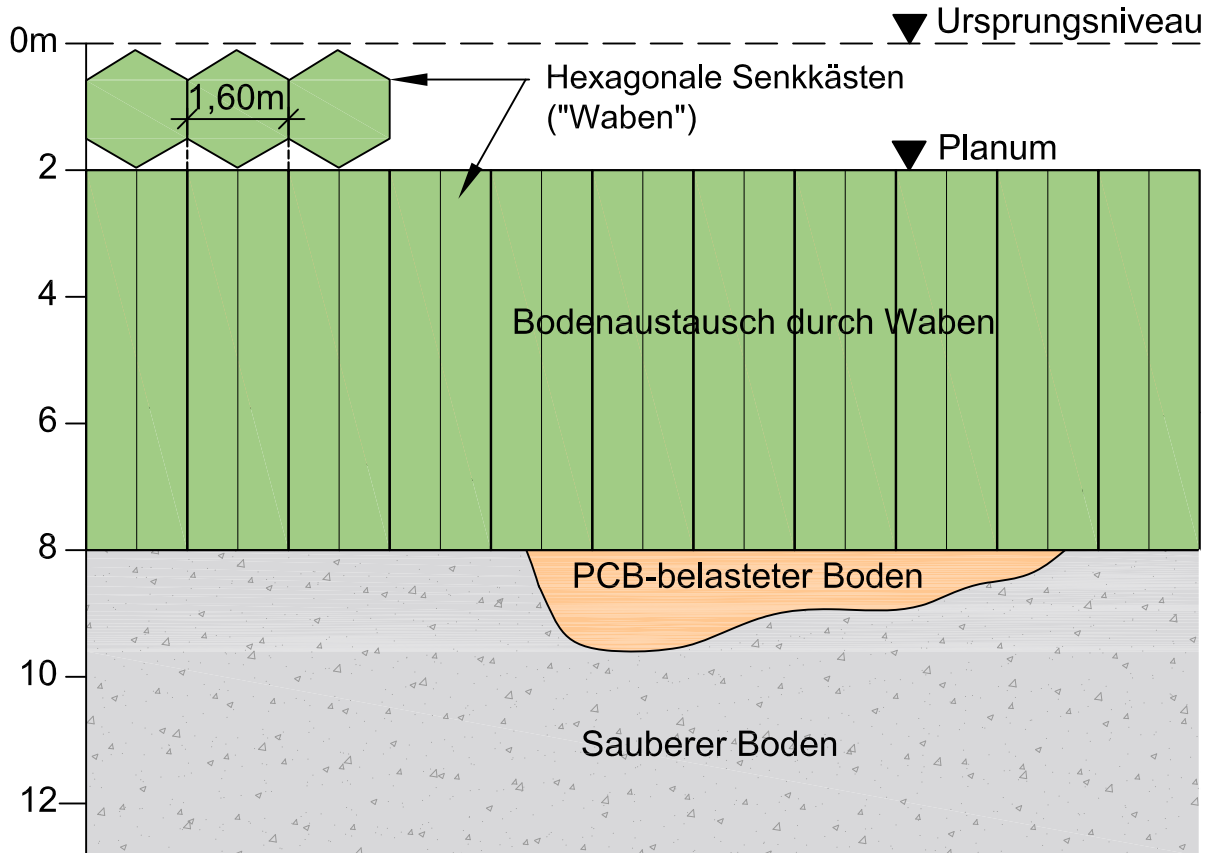 0m
Ursprungsniveau
Hexagonale Senkkästen
("Waben")
1,60m
Planum
2
4
Bodenaustausch durch Waben
6
8
PCB-belasteter Boden
10
Sauberer Boden
12